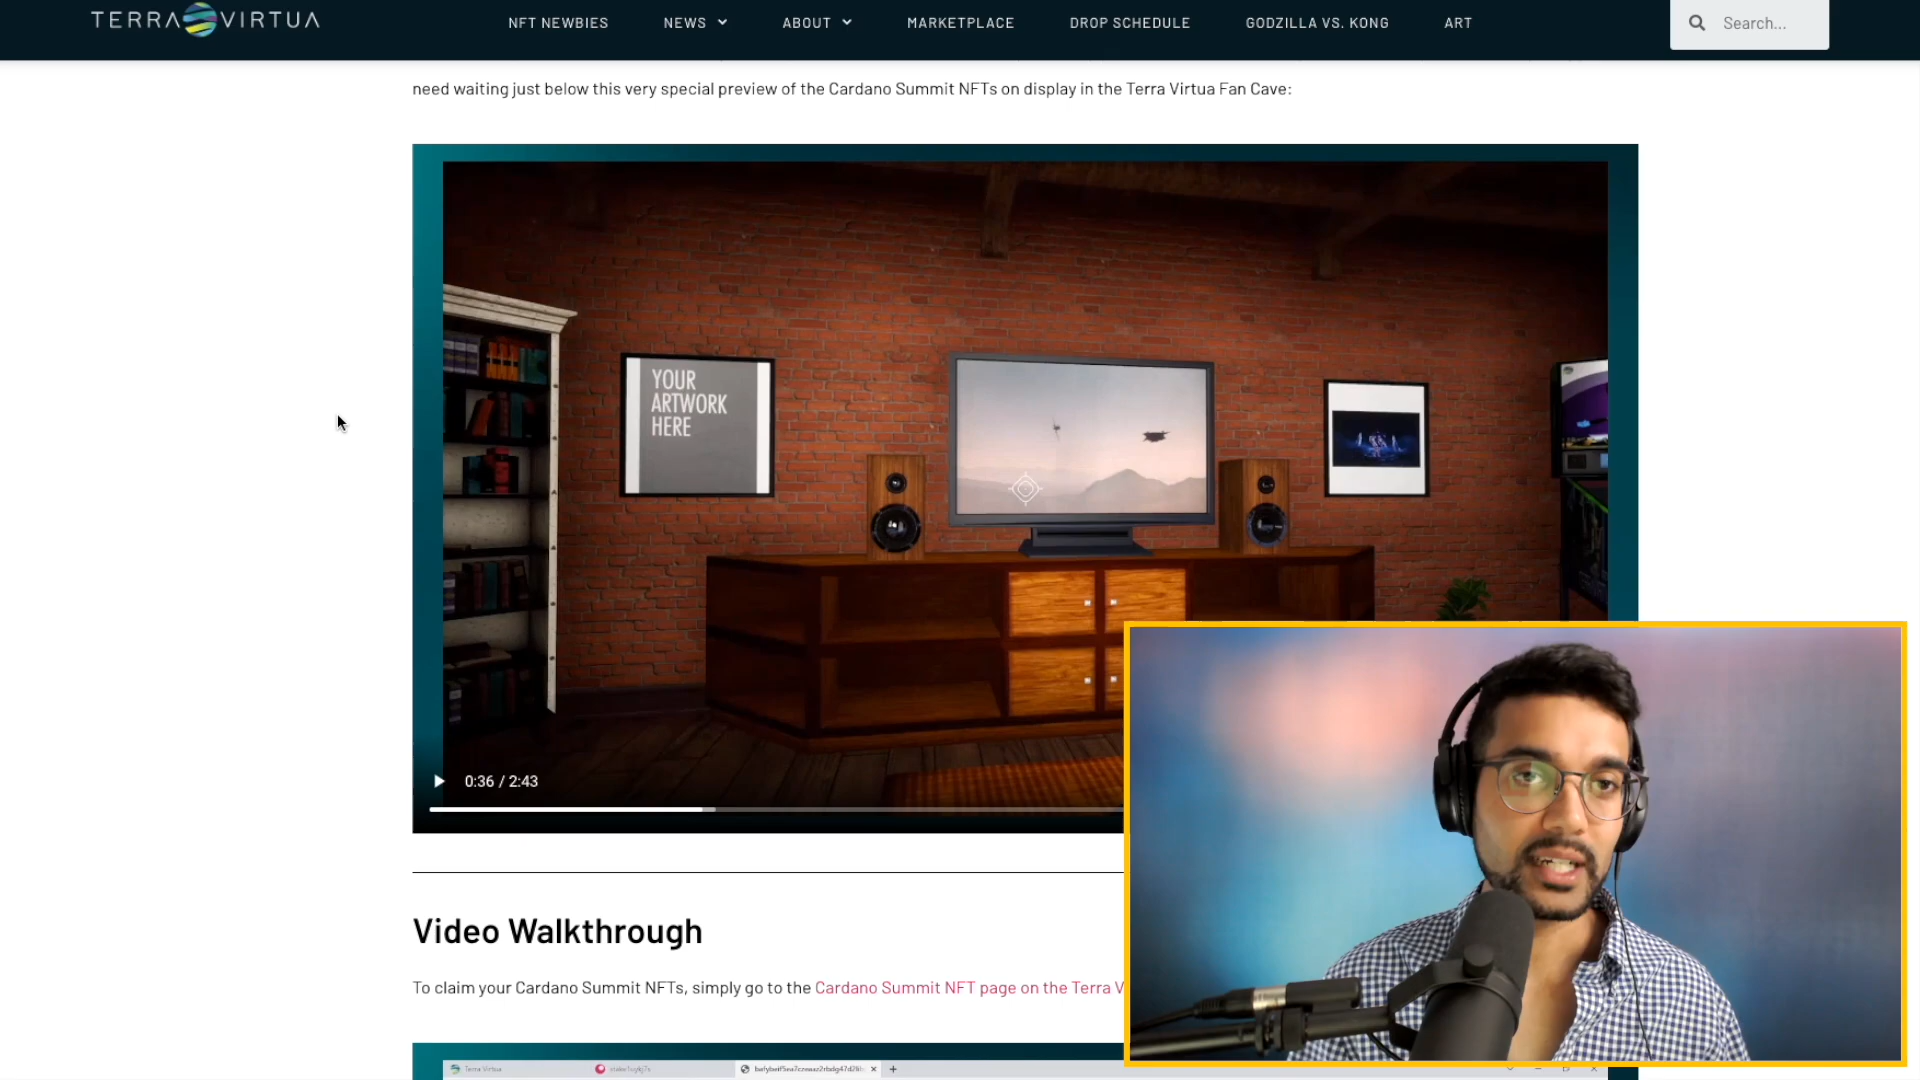 TERRA VIRTUA
NFT NEWBIES
NEWS
ABOUT
MARKETPLACE
DROP SCHEDULE
GODZILLA VS. KONG
ART
Search...
need waiting just below this very special preview of the Cardano Summit NFTs on display in the Terra Virtua Fan Cave:
YOUR
ARTWORK
HERE
0:36 / 2:43
Video Walkthrough
To claim your Cardano Summit NFTs, simply go to the Cardano Summit NFT page on the Terra V
Terra Virtua